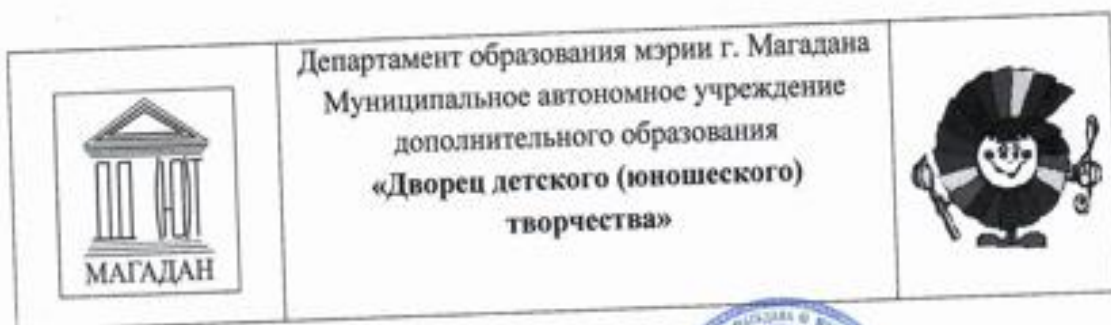 Департамент образования мэрии г. Магадана
Муниципальное автономное учреждение
дополнительного образования
«Дворец детского (юношеского)
творчества»
МАГАДАН